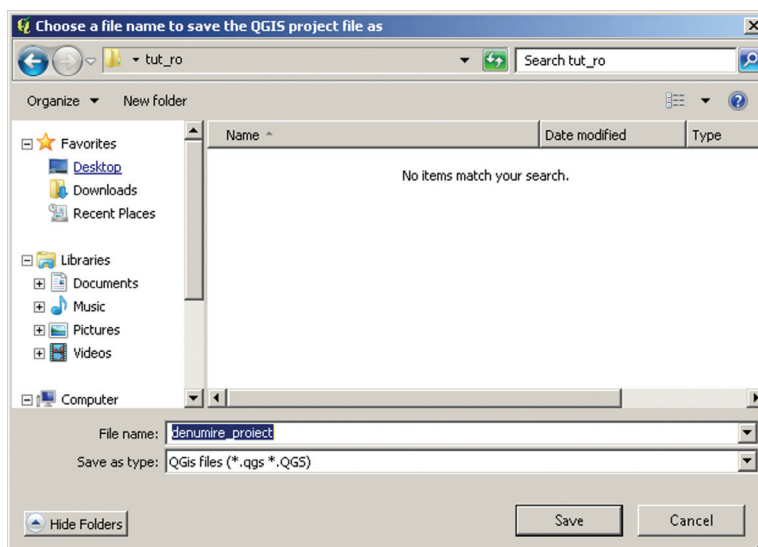 Choose a file name to save the QGIS project file as
tut_ro
Search tut_ro
Organize
New folder
Favorites
Desktop
Downloads
Recent Places
Libraries
Documents
Music
Pictures
Videos
Computer
Name
Date modified
Type
No items match your search.
File name: denumire_proiect
Save as type: QGis files (*.qgs *.QGS)
Hide Folders
Save
Cancel